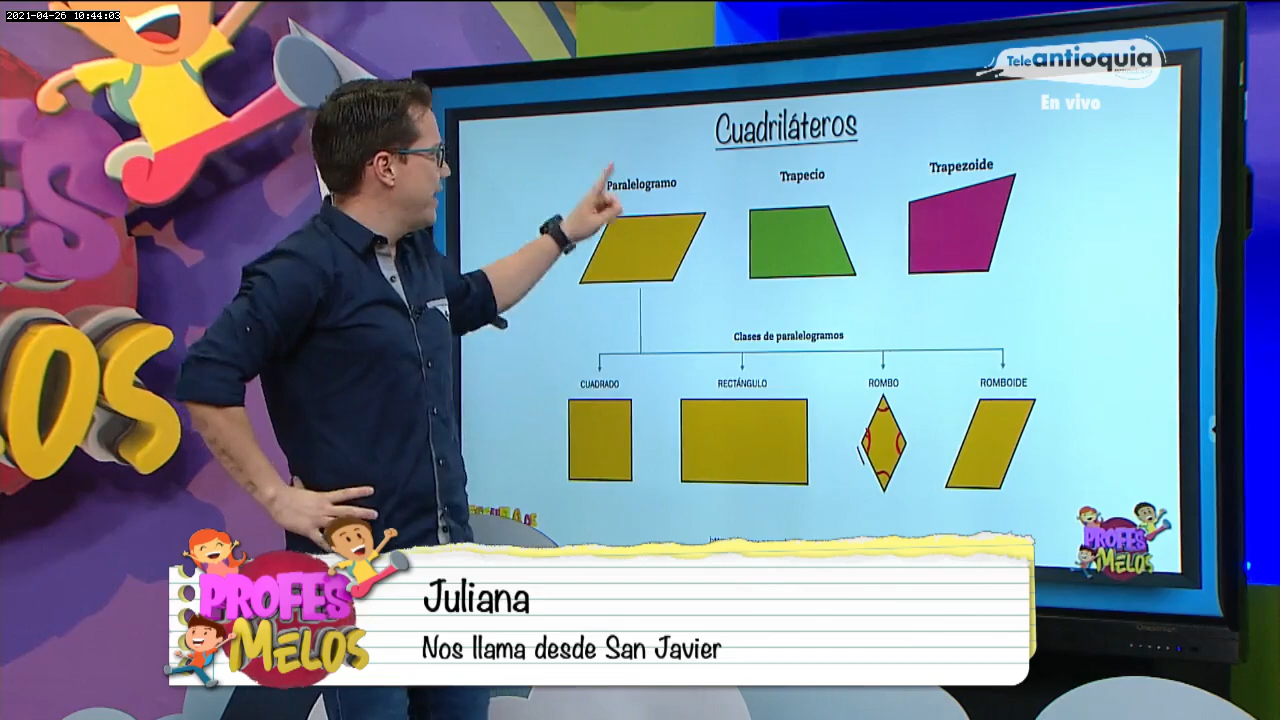 2021-04-26 10:44:03
Teleantioquia
En vivo
Cuadriláteros
Paralelogramo
Trapecio
Trapezoide
Clases de paralelogramos
CUADRADO
RECTÁNGULO
ROMBO
ROMBOIDE
PROFES
MELOS
PROFES
MELOS
Juliana
Nos llama desde San Javier